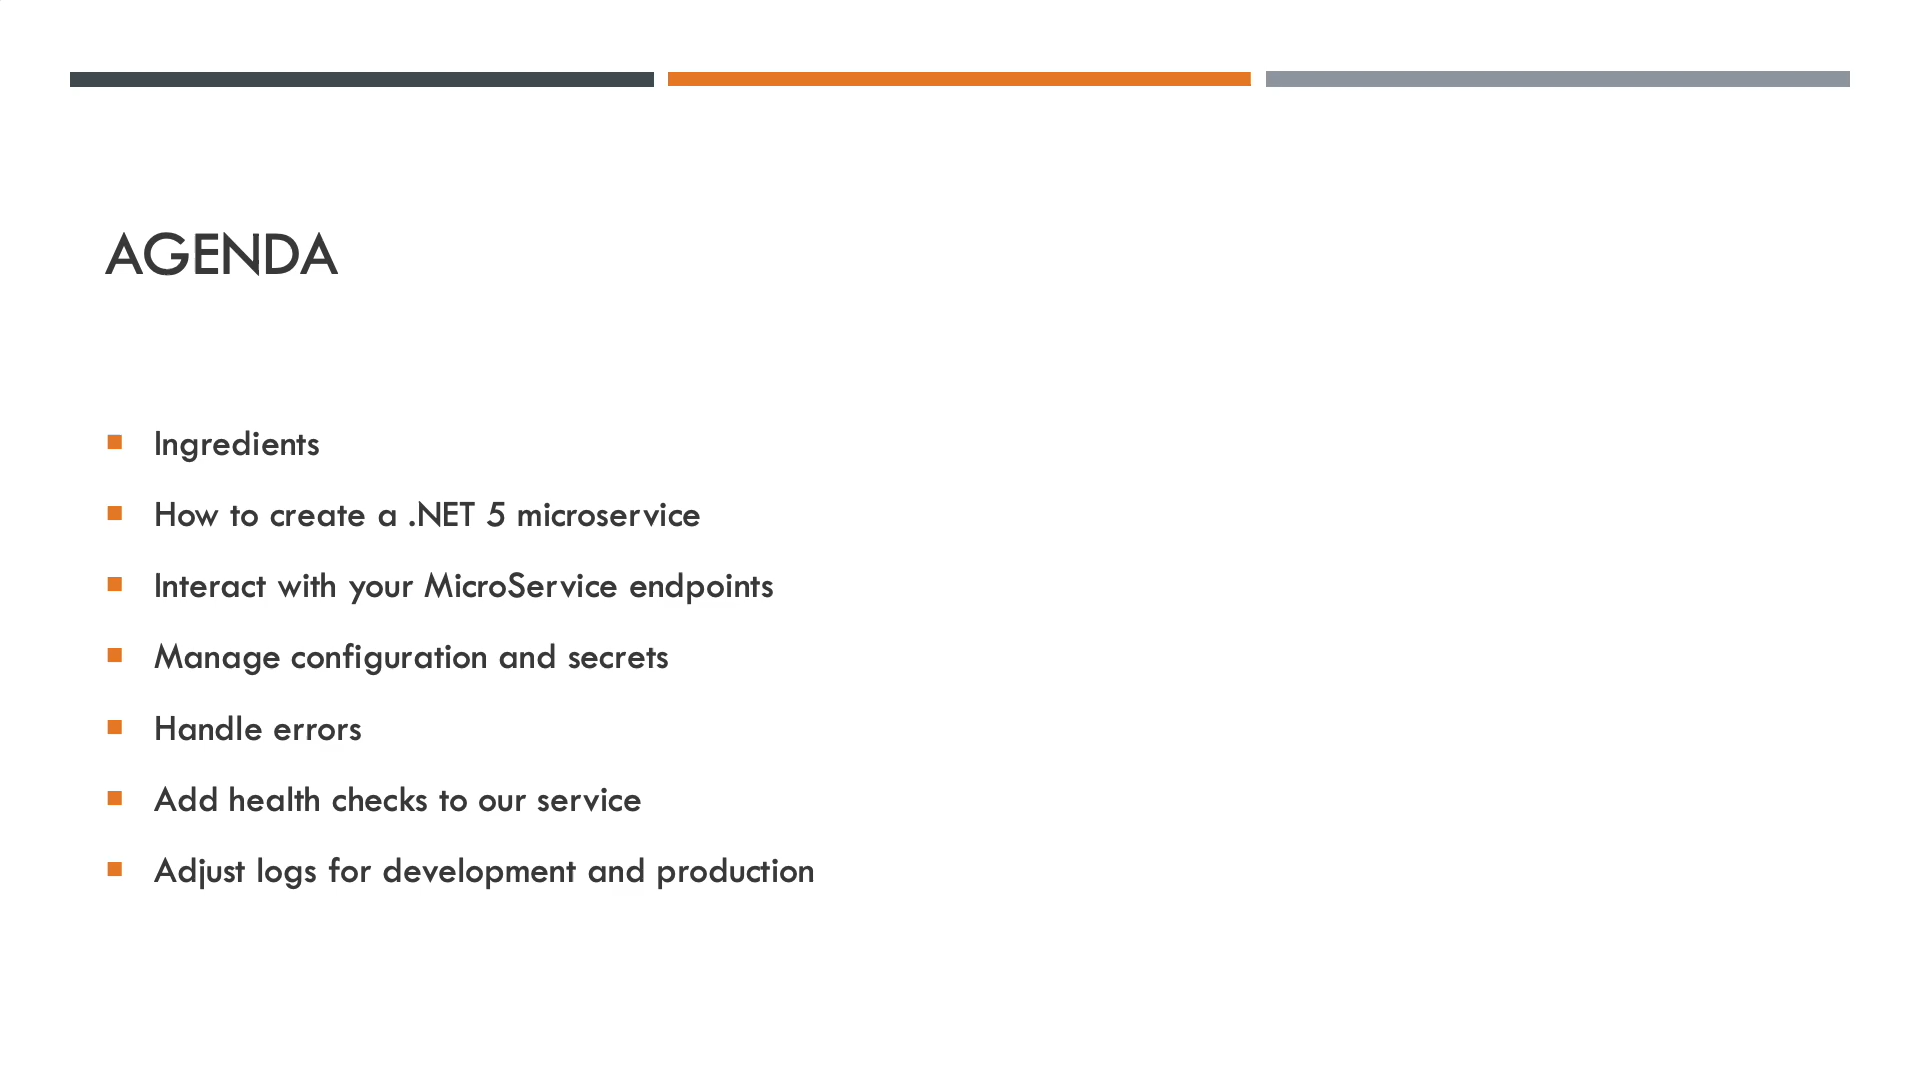 AGENDA
Ingredients
How to create a .NET 5 microservice
Interact with your MicroService endpoints
Manage configuration and secrets
Handle errors
Add health checks to our service
Adjust logs for development and production